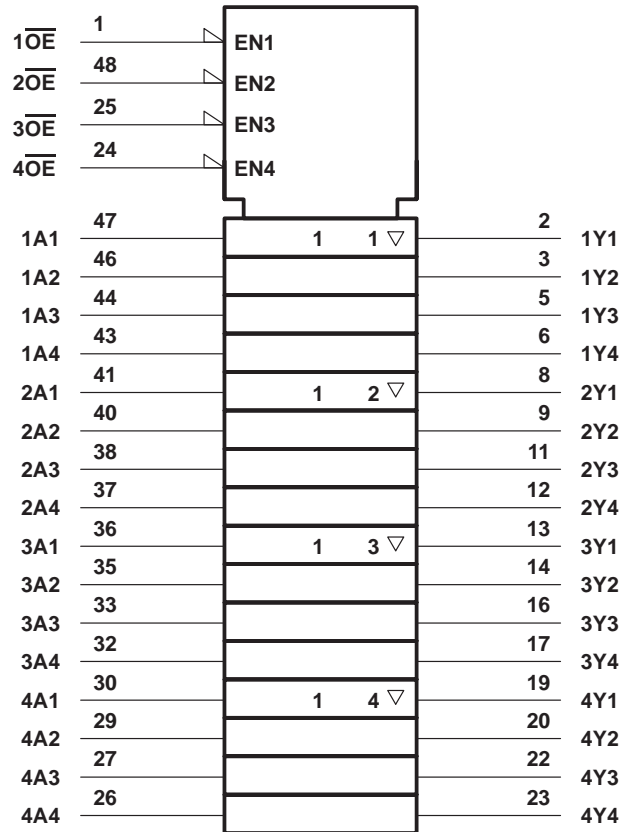 1O̅E̅ 1 EN1
2O̅E̅ 48 EN2
3O̅E̅ 25 EN3
4O̅E̅ 24 EN4
1A1 47 1 1 ▽ 2 1Y1
1A2 46 3 1Y2
1A3 44 5 1Y3
1A4 43 6 1Y4
2A1 41 1 2 ▽ 8 2Y1
2A2 40 9 2Y2
2A3 38 11 2Y3
2A4 37 12 2Y4
3A1 36 1 3 ▽ 13 3Y1
3A2 35 14 3Y2
3A3 33 16 3Y3
3A4 32 17 3Y4
4A1 30 1 4 ▽ 19 4Y1
4A2 29 20 4Y2
4A3 27 22 4Y3
4A4 26 23 4Y4